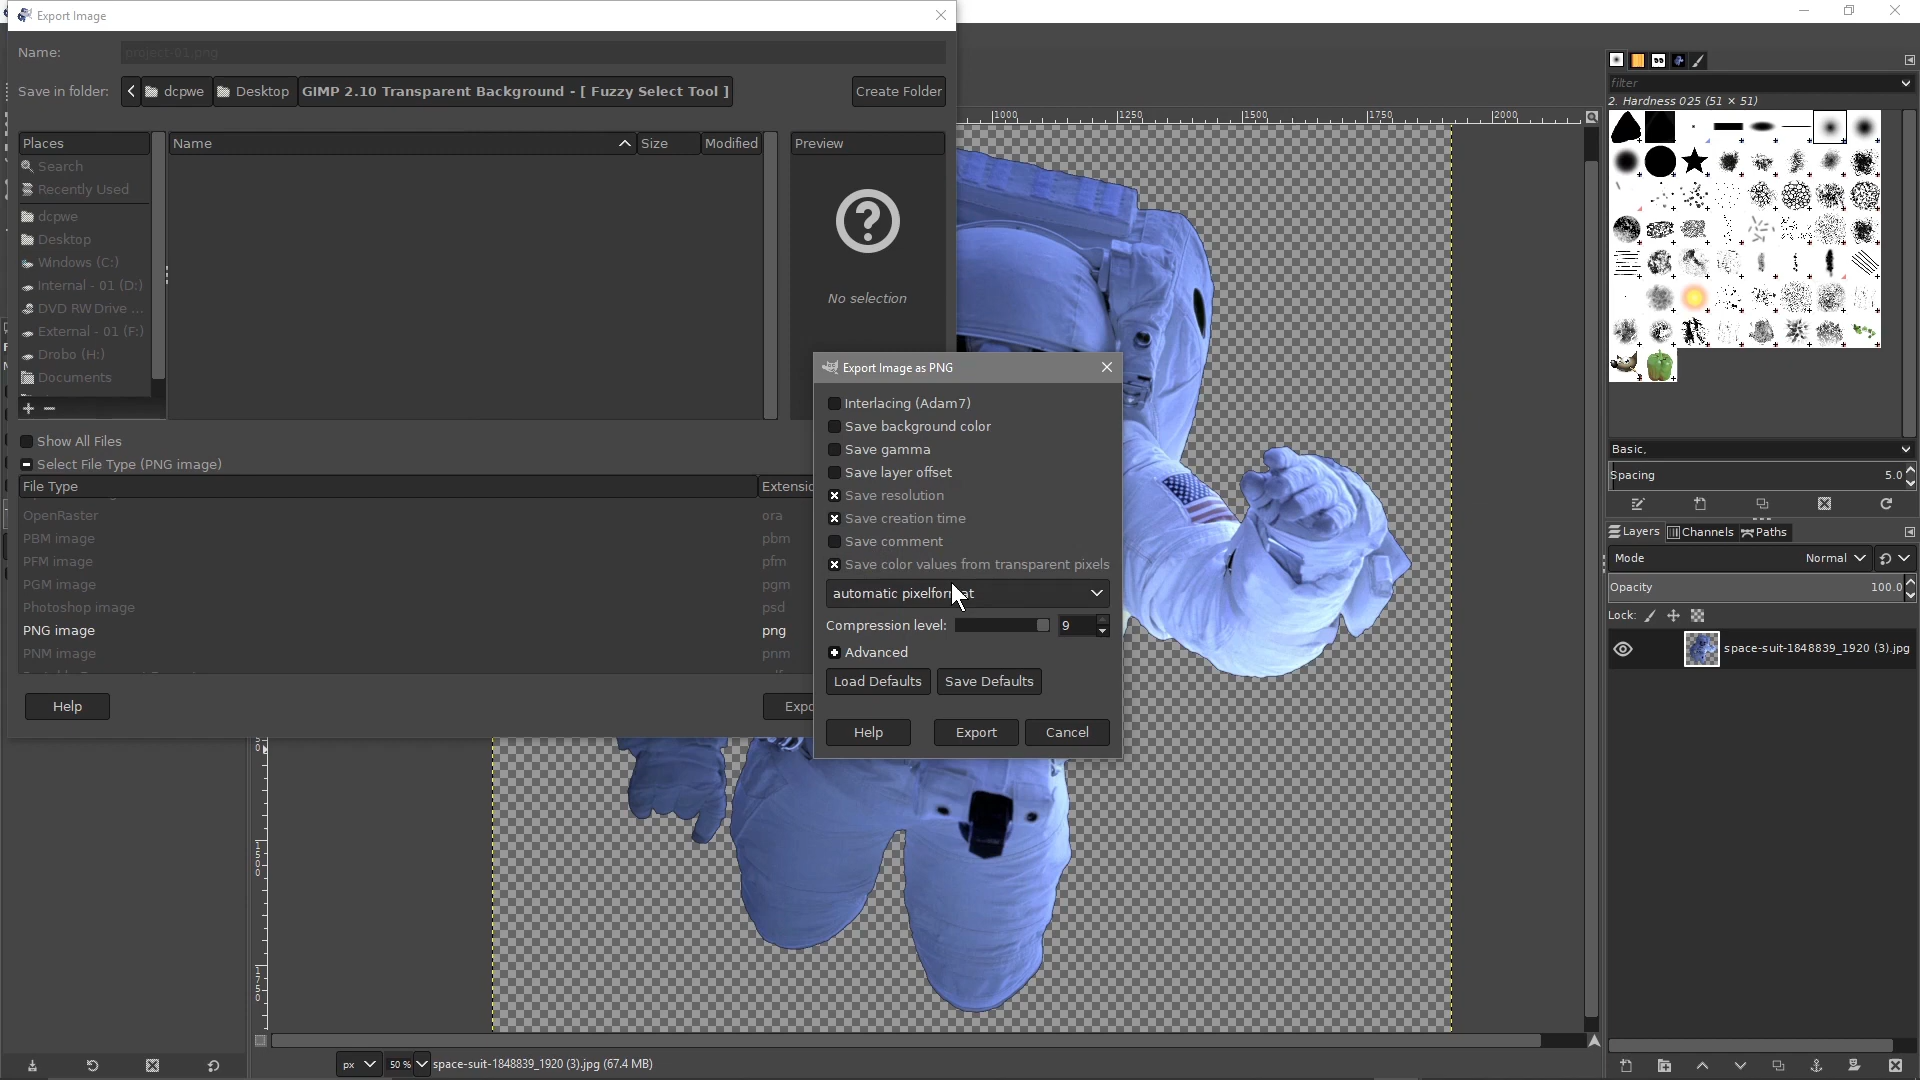 Export Image
Name:
project-01.png
Save in folder:
dcpwe
Desktop
GIMP 2.10 Transparent Background - [ Fuzzy Select Tool ]
Create Folder
Places
Name
Size
Modified
Preview
Search
Recently Used
dcpwe
Desktop
Windows (C:)
Internal - 01 (D:)
DVD RW Drive ...
External - 01 (F:)
Drobo (H:)
Documents
No selection
Show All Files
Select File Type (PNG image)
File Type
Extensio
OpenRaster
ora
PBM image
pbm
PFM image
pfm
PGM image
pgm
Photoshop image
psd
PNG image
png
PNM image
pnm
Help
Expo
Export Image as PNG
Interlacing (Adam7)
Save background color
Save gamma
Save layer offset
Save resolution
Save creation time
Save comment
Save color values from transparent pixels
automatic pixelformat
Compression level:
9
Advanced
Load Defaults
Save Defaults
Help
Export
Cancel
1000
1250
1500
1750
2000
1500
1750
px
50 %
space-suit-1848839_1920 (3).jpg (67.4 MB)
filter
2. Hardness 025 (51 × 51)
Basic,
Spacing
5.0
Layers
Channels
Paths
Mode
Normal
Opacity
100.0
Lock:
space-suit-1848839_1920 (3).jpg